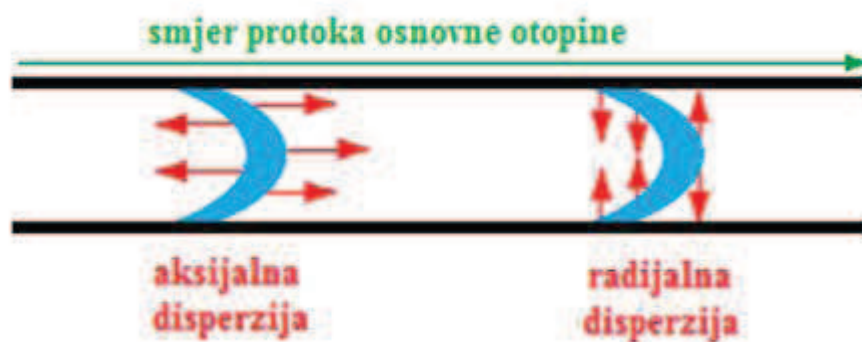 smjer protoka osnovne otopine
aksijalna
disperzija
radijalna
disperzija